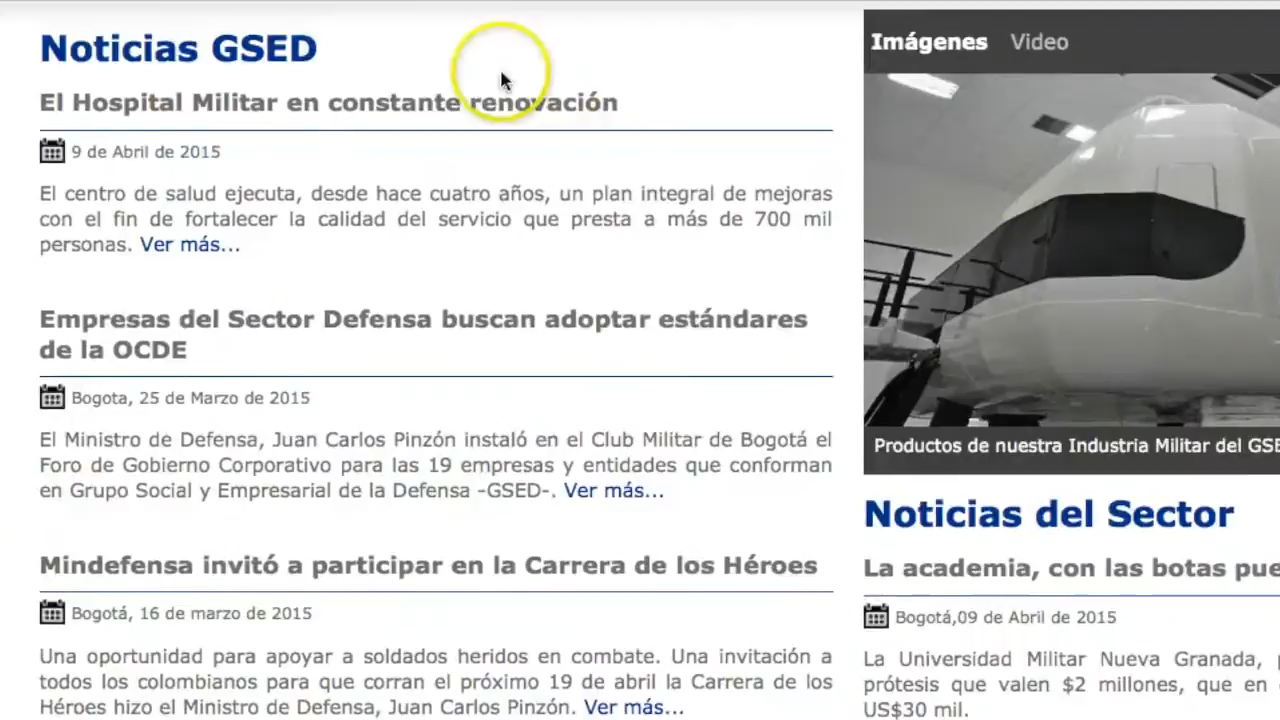 Noticias GSED
El Hospital Militar en constante renovación
9 de Abril de 2015
El centro de salud ejecuta, desde hace cuatro años, un plan integral de mejoras
con el fin de fortalecer la calidad del servicio que presta a más de 700 mil
personas. Ver más...
Empresas del Sector Defensa buscan adoptar estándares
de la OCDE
Bogota, 25 de Marzo de 2015
El Ministro de Defensa, Juan Carlos Pinzón instaló en el Club Militar de Bogotá el
Foro de Gobierno Corporativo para las 19 empresas y entidades que conforman
en Grupo Social y Empresarial de la Defensa -GSED-. Ver más...
Mindefensa invitó a participar en la Carrera de los Héroes
Bogotá, 16 de marzo de 2015
Una oportunidad para apoyar a soldados heridos en combate. Una invitación a
todos los colombianos para que corran el próximo 19 de abril la Carrera de los
Héroes hizo el Ministro de Defensa, Juan Carlos Pinzón. Ver más...
Imágenes Video
Productos de nuestra Industria Militar del
Noticias del Sector
La academia, con las botas
Bogotá,09 de Abril de 2015
La Universidad Militar Nueva Granada,
prótesis que valen $2 millones, que en
US$30 mil.